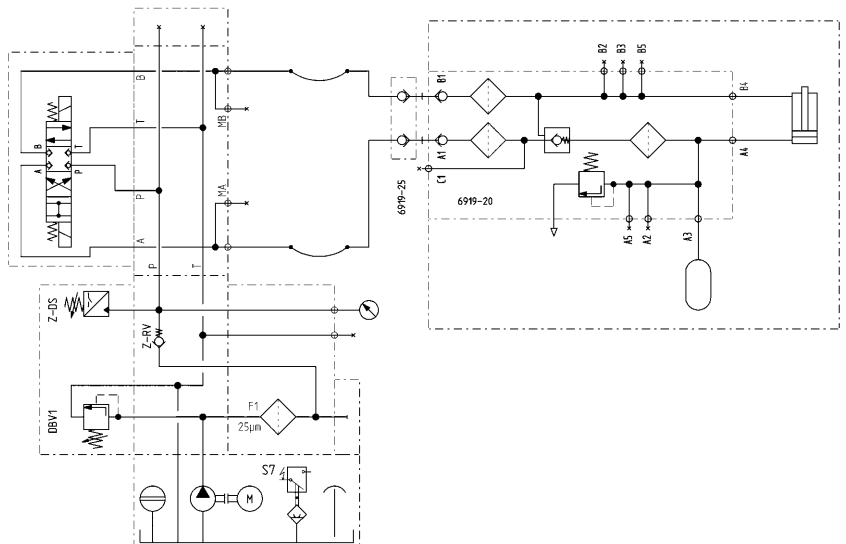 B
T
MB
B
T
A
P
P
MA
A
P
T
B1
A1
C1
6919-25
6919-20
B2
B3
B5
B4
A4
A5
A2
A3
Z-DS
Z-RV
DBV1
F1
25µm
S7
M